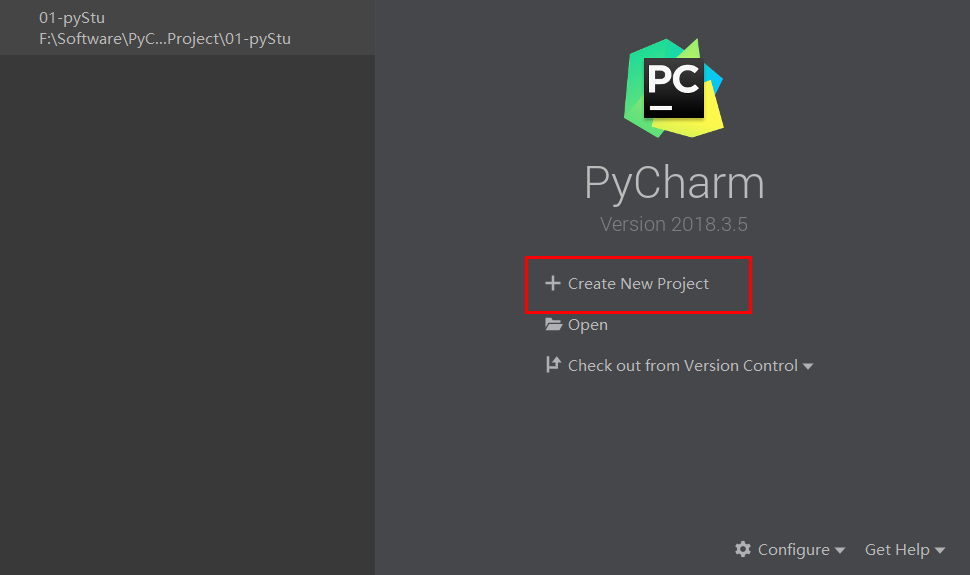 01-pyStu
F:\Software\PyC...Project\01-pyStu
PC
PyCharm
Version 2018.3.5
Create New Project
Open
Check out from Version Control
Configure
Get Help